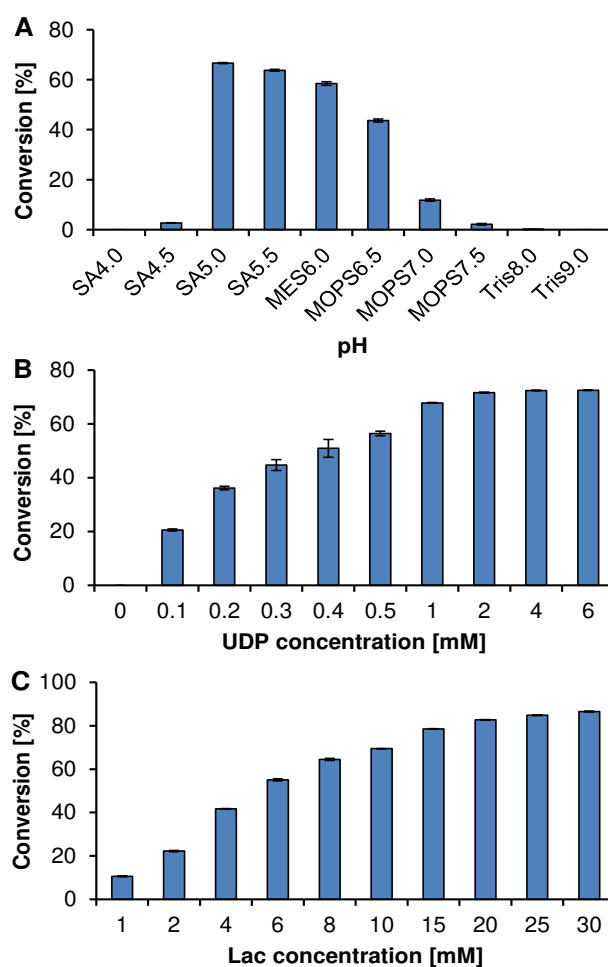 A
80
60
40
20
0
Conversion [%]
SA4.0 SA4.5 SA5.0 SA5.5 MES6.0 MOPS6.5 MOPS7.0 MOPS7.5 Tris8.0 Tris9.0
pH
B
80
60
40
20
0
Conversion [%]
0 0.1 0.2 0.3 0.4 0.5 1 2 4 6
UDP concentration [mM]
C
100
80
60
40
20
0
Conversion [%]
1 2 4 6 8 10 15 20 25 30
Lac concentration [mM]